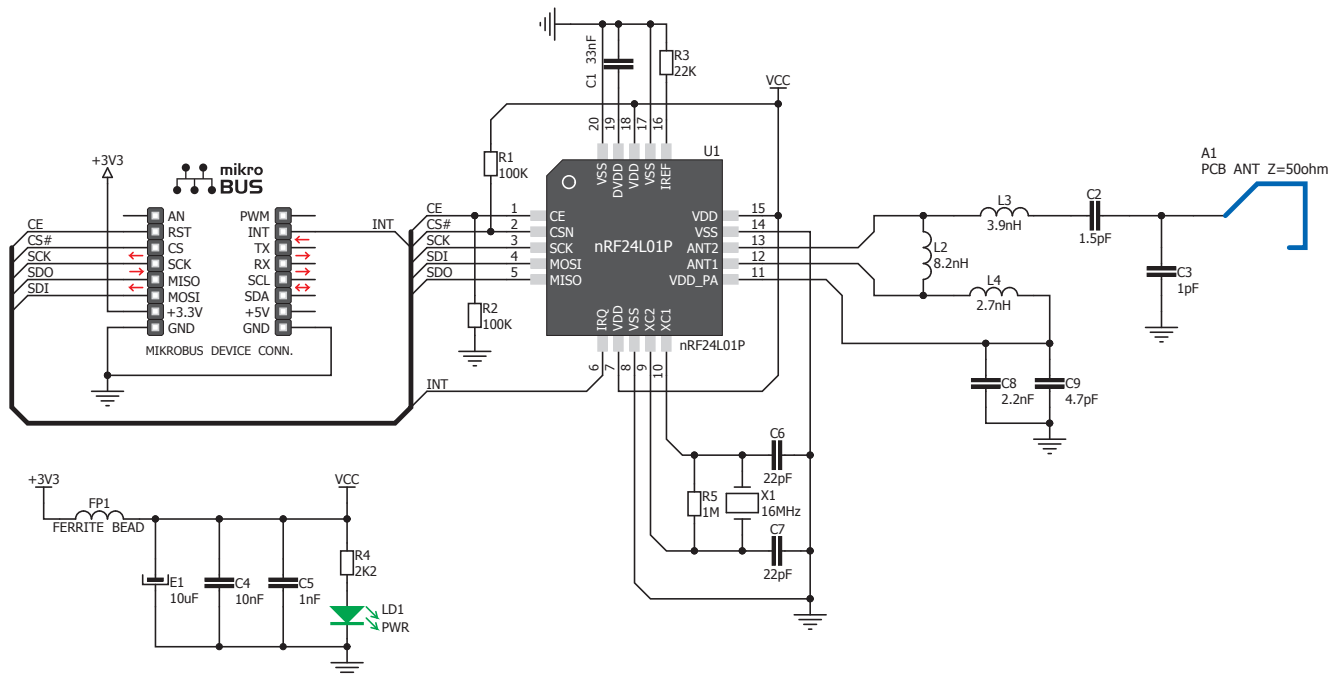 C1 33nF
R3
22K
VCC
20
19
18
17
16
VSS
DVDD
VDD
VSS
IREF
U1
R1
100K
+3V3
mikro
BUS
A1
PCB ANT Z=50ohm
CE
CS#
SCK
SDO
SDI
AN
RST
CS
SCK
MISO
MOSI
+3.3V
GND
PWM
INT
TX
RX
SCL
SDA
+5V
GND
MIKROBUS DEVICE CONN.
INT
CE
CS#
SCK
SDI
SDO
1
2
3
4
5
CE
CSN
SCK
MOSI
MISO
nRF24L01P
VDD
VSS
ANT2
ANT1
VDD_PA
15
14
13
12
11
L3
3.9nH
C2
1.5pF
L2
8.2nH
C3
1pF
L4
2.7nH
R2
100K
IRQ
VDD
VSS
XC2
XC1
nRF24L01P
6
7
8
9
10
INT
C8
2.2nF
C9
4.7pF
C6
22pF
R5
1M
X1
16MHz
C7
22pF
+3V3
FP1
FERRITE BEAD
VCC
E1
10uF
C4
10nF
C5
1nF
R4
2K2
LD1
PWR